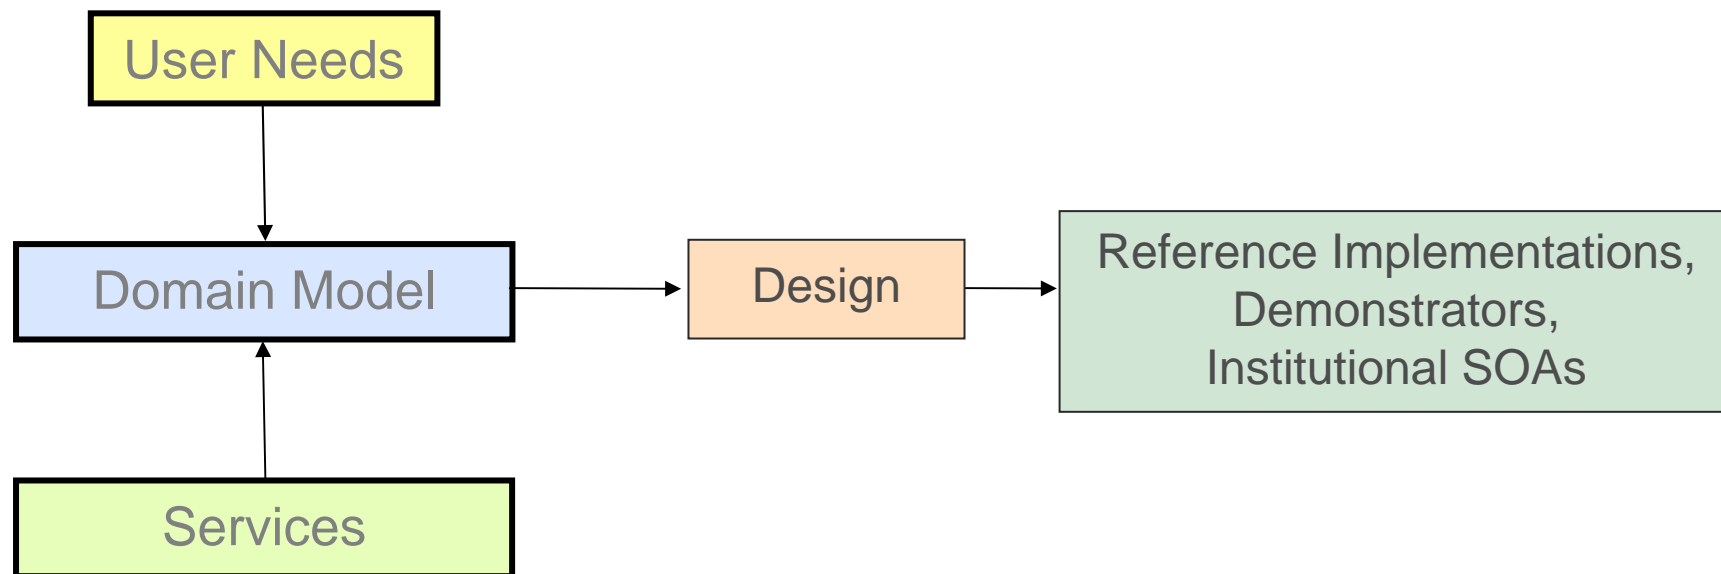 User Needs
Domain Model
Design
Reference Implementations,
Demonstrators,
Institutional SOAs
Services